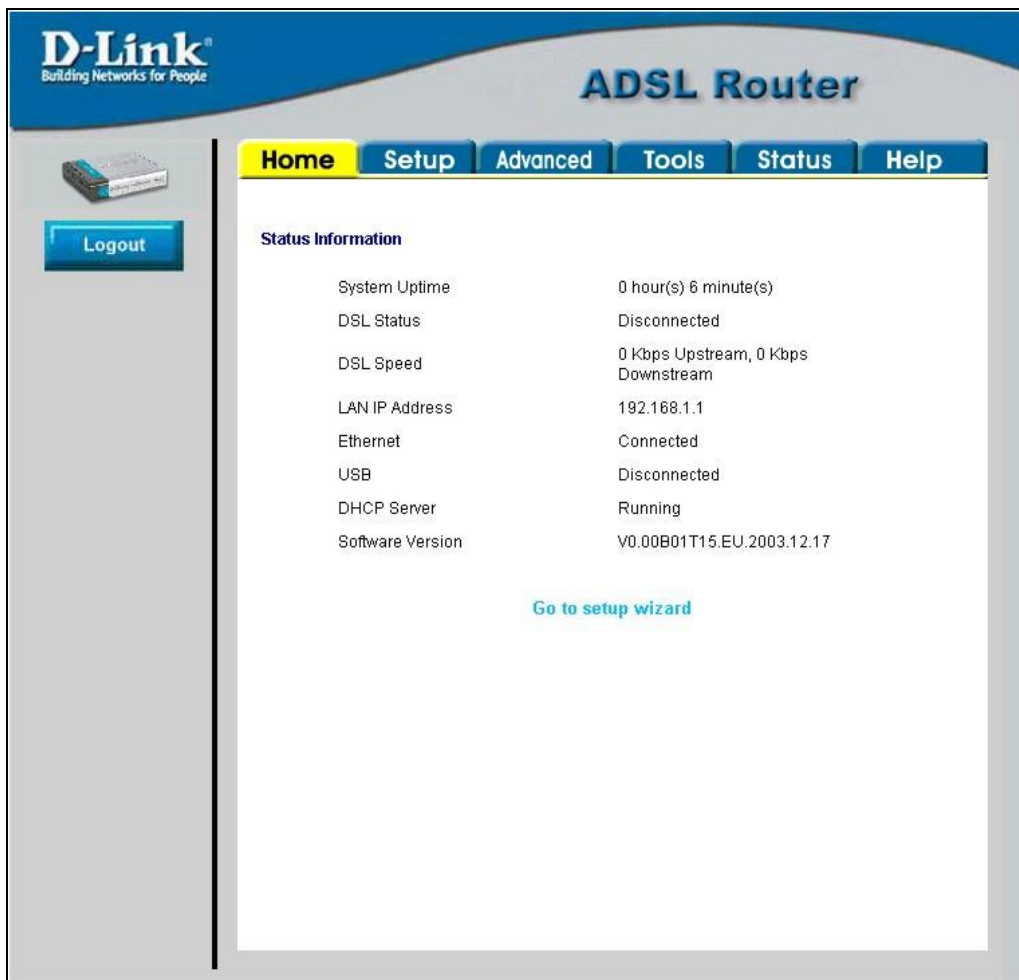 D-Link®
Building Networks for People
ADSL Router
Home Setup Advanced Tools Status Help
Logout
Status Information
System Uptime 0 hour(s) 6 minute(s)
DSL Status Disconnected
DSL Speed 0 Kbps Upstream, 0 Kbps
Downstream
LAN IP Address 192.168.1.1
Ethernet Connected
USB Disconnected
DHCP Server Running
Software Version V0.00B01T15.EU.2003.12.17
Go to setup wizard